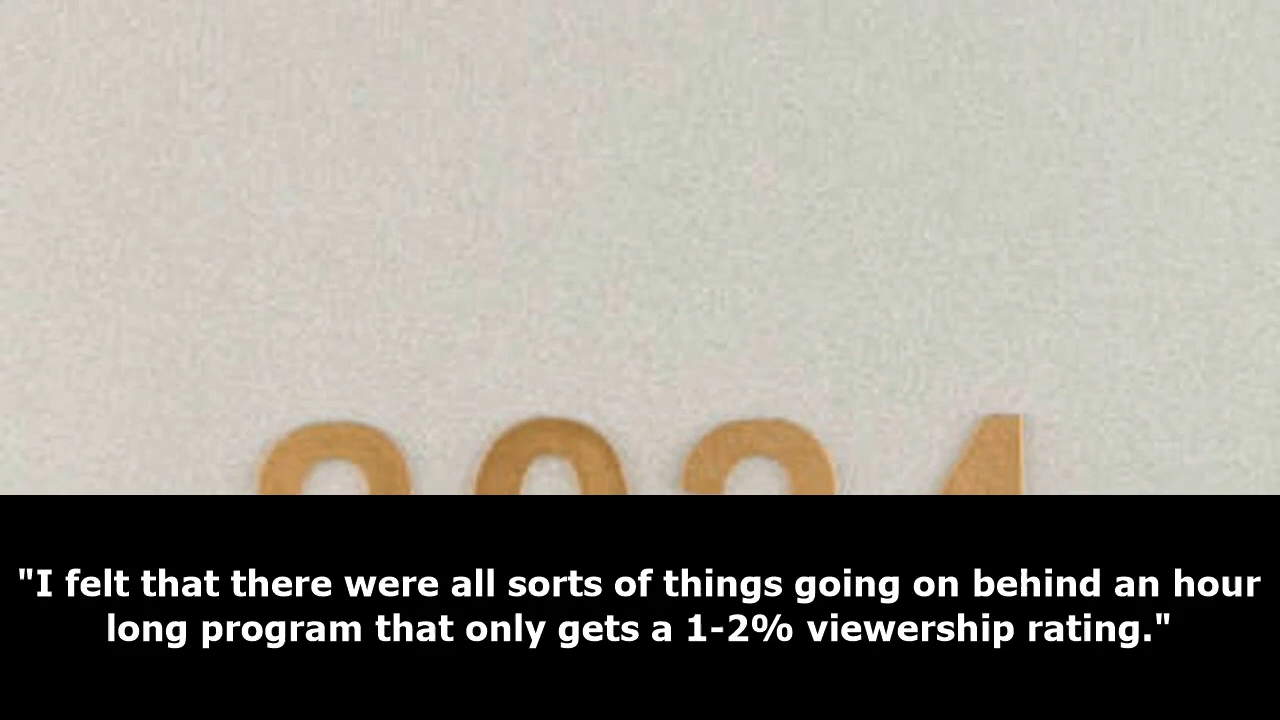 2024
"I felt that there were all sorts of things going on behind an hour
long program that only gets a 1-2% viewership rating."